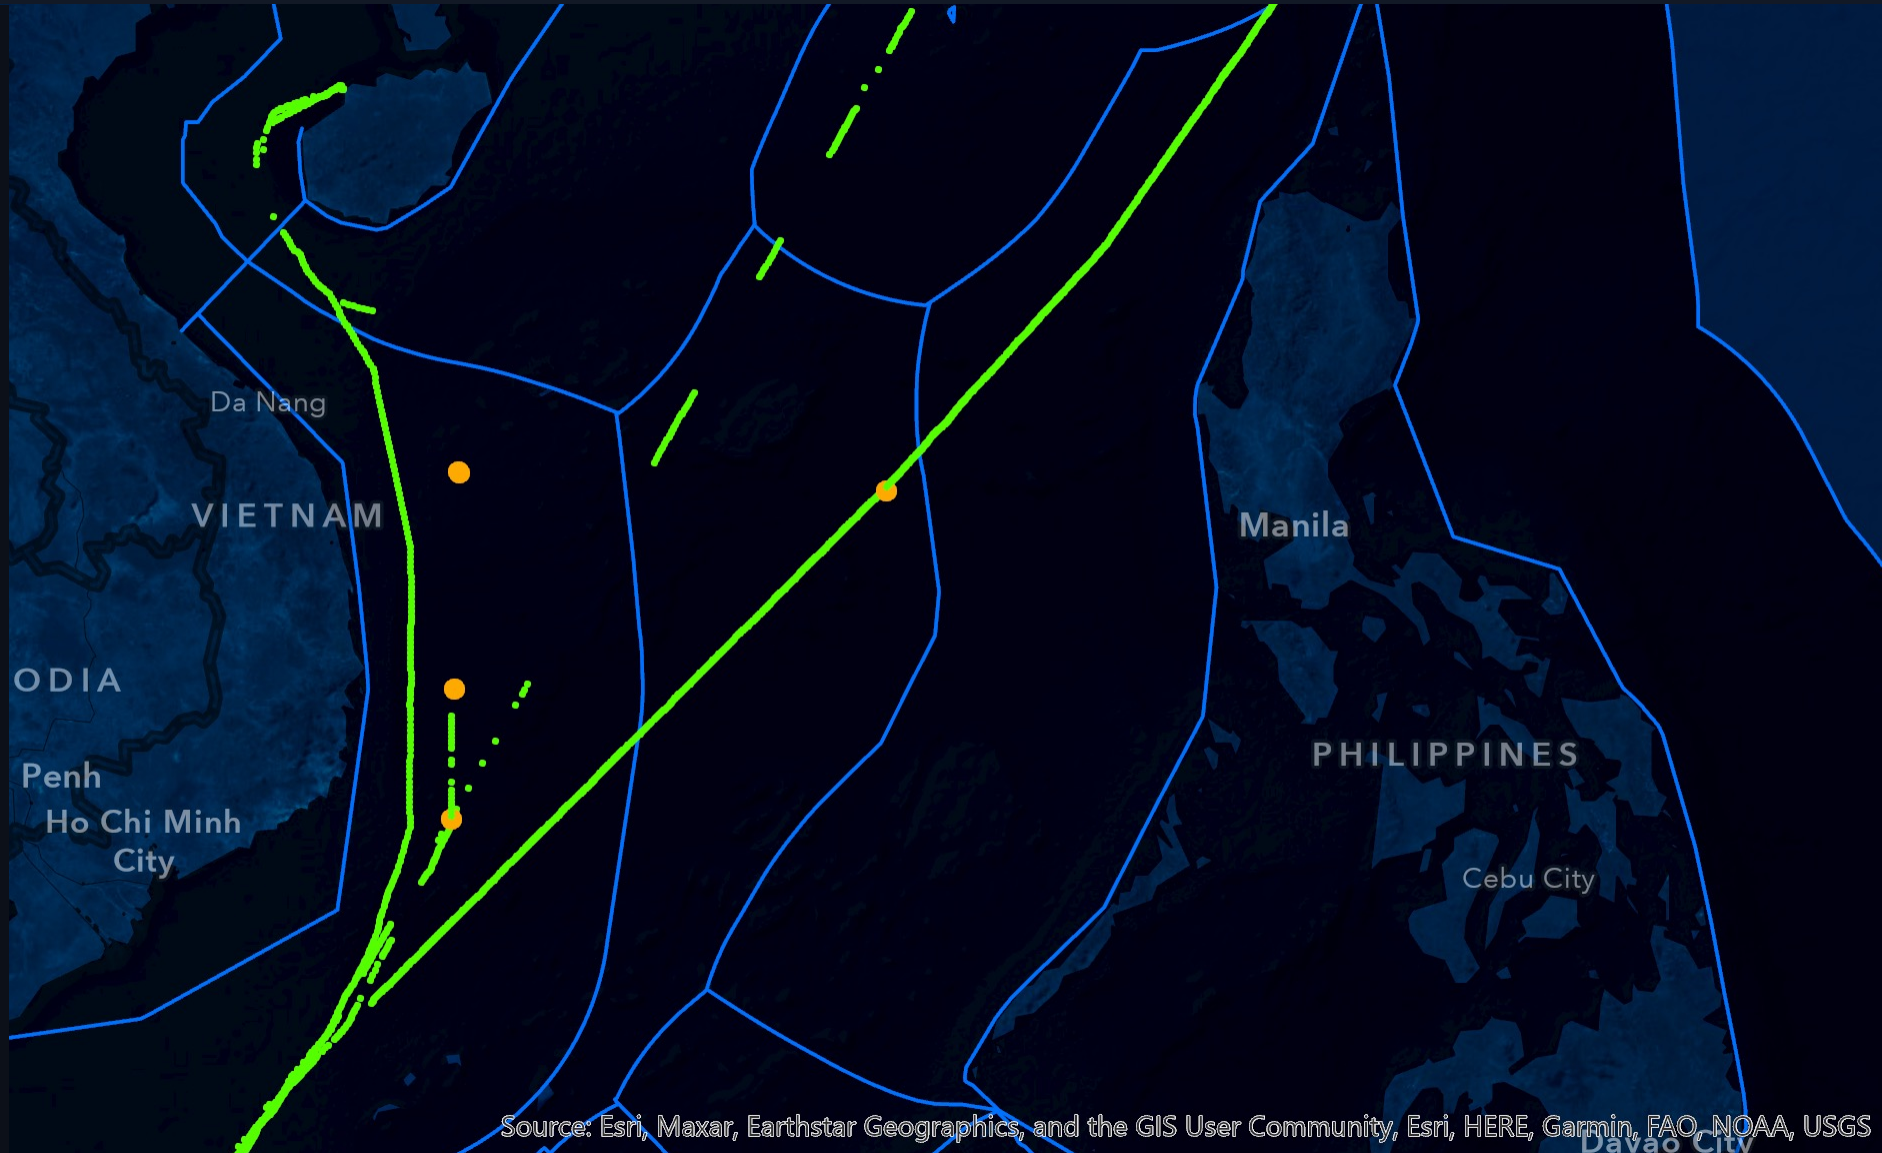 Da Nang
VIETNAM
Manila
ODIA
PHILIPPINES
Penh
Ho Chi Minh
City
Cebu City
Source: Esri, Maxar, Earthstar Geographics, and the GIS User Community, Esri, HERE, Garmin, FAO, NOAA, USGS
Davao City